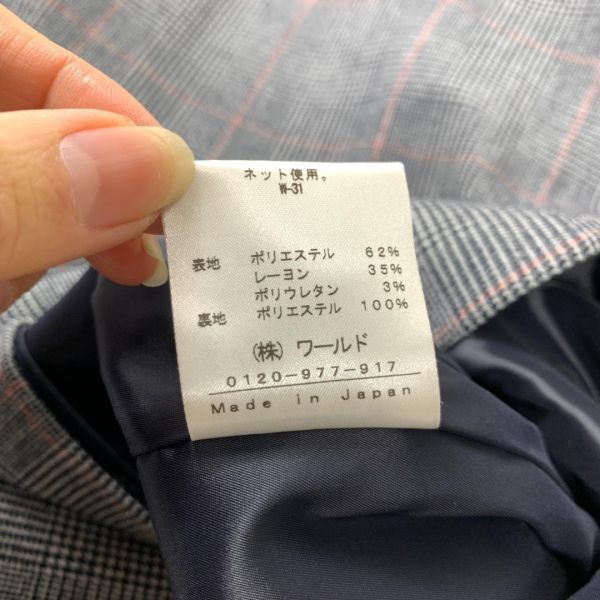 ネット使用。
W-31
表地 ポリエステル 62%
レーヨン 35%
ポリウレタン 3%
裏地 ポリエステル 100%
(株) ワールド
0120-977-917
Made in Japan